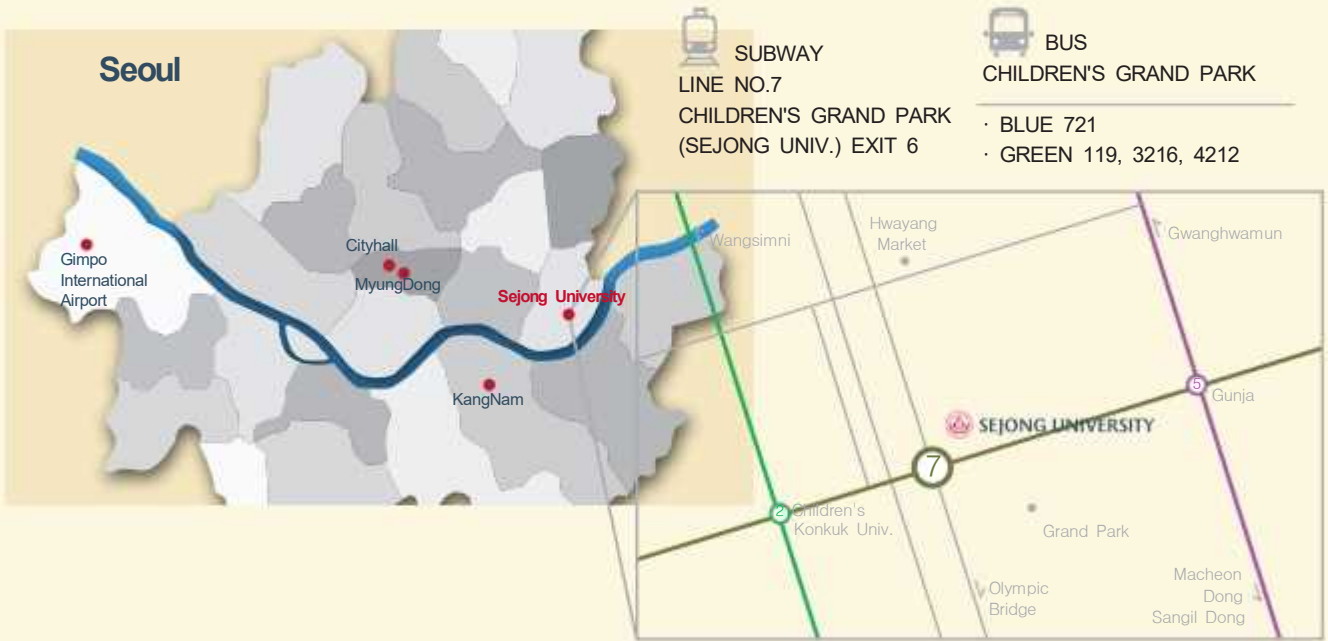 Seoul
SUBWAY
LINE NO.7
CHILDREN'S GRAND PARK
(SEJONG UNIV.) EXIT 6
BUS
CHILDREN'S GRAND PARK
· BLUE 721
· GREEN 119, 3216, 4212
Gimpo
International
Airport
Cityhall
MyungDong
Sejong University
KangNam
Wangsimni
Hwayang
Market
Gwanghwamun
5
Gunja
SEJONG UNIVERSITY
7
2
Children's
Konkuk Univ.
Grand Park
Olympic
Bridge
Macheon
Dong
Sangil Dong